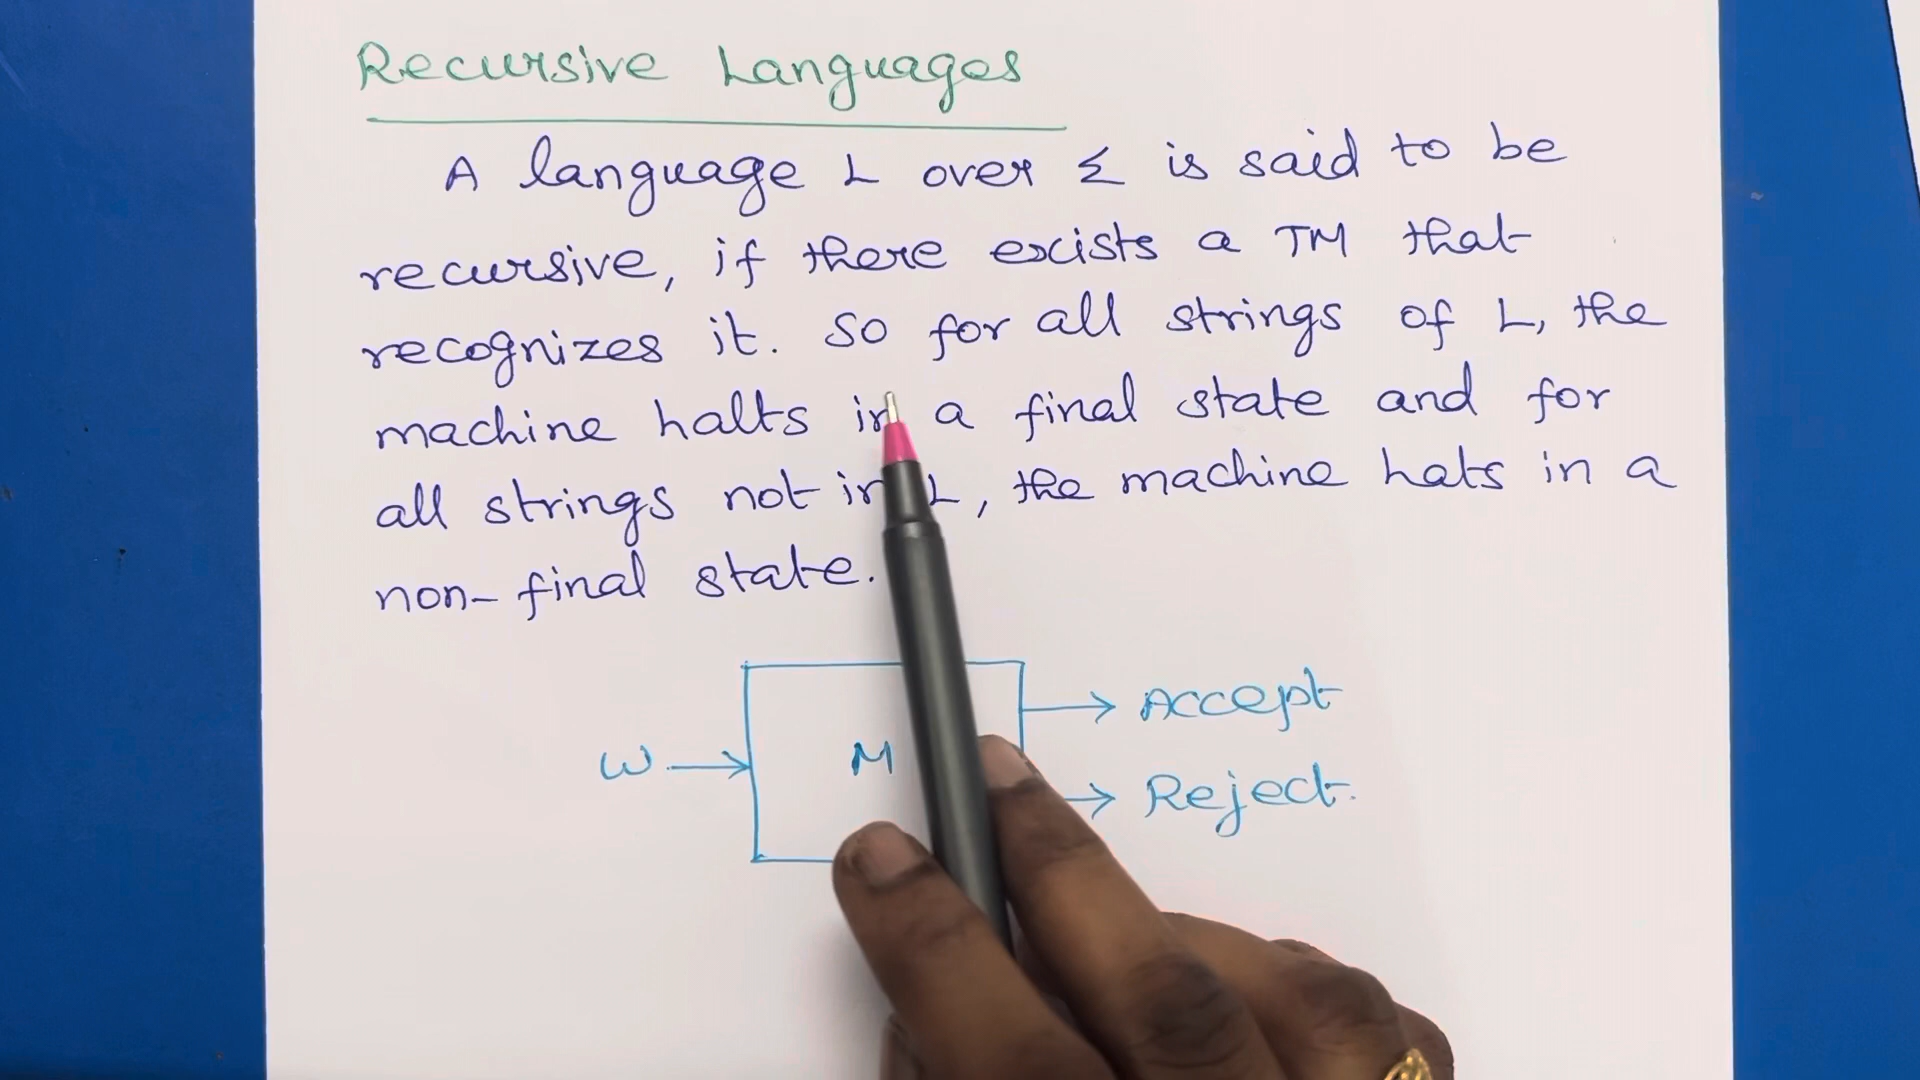 Recursive Languages
A language L over Σ is said to be
recursive, if there exists a TM that
recognizes it. So for all strings of L, the
machine halts in a final state and for
all strings not in L, the machine hats in a
non-final state.
ω → M → Accept
→ Reject.